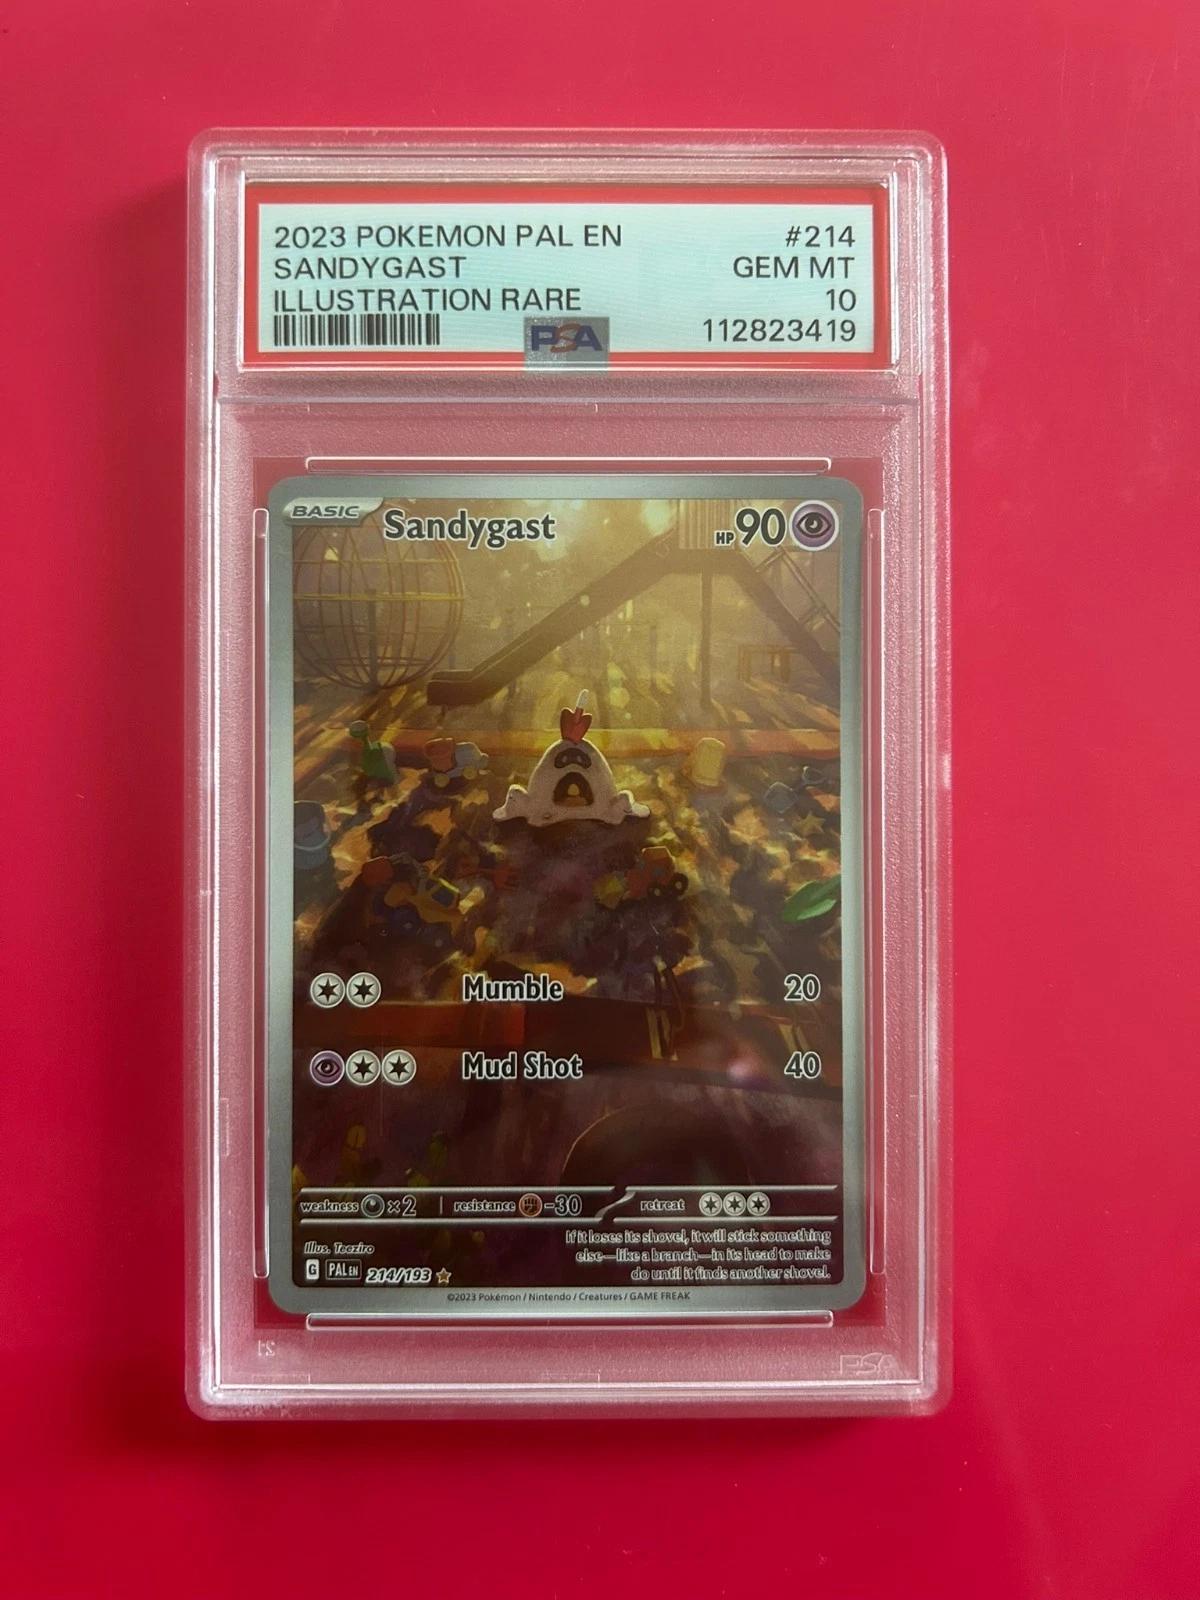 2023 POKEMON PAL EN #214
SANDYGAST GEM MT
ILLUSTRATION RARE 10
PSA 112823419
BASIC Sandygast HP 90
Mumble 20
Mud Shot 40
weakness ×2 resistance -30 retreat
If it loses its shovel, it will stick something
else—like a branch—in its head to make
do until it finds another shovel.
Illus. Teeziro
G PAL EN 214/193
©2023 Pokémon / Nintendo / Creatures / GAME FREAK
PSA